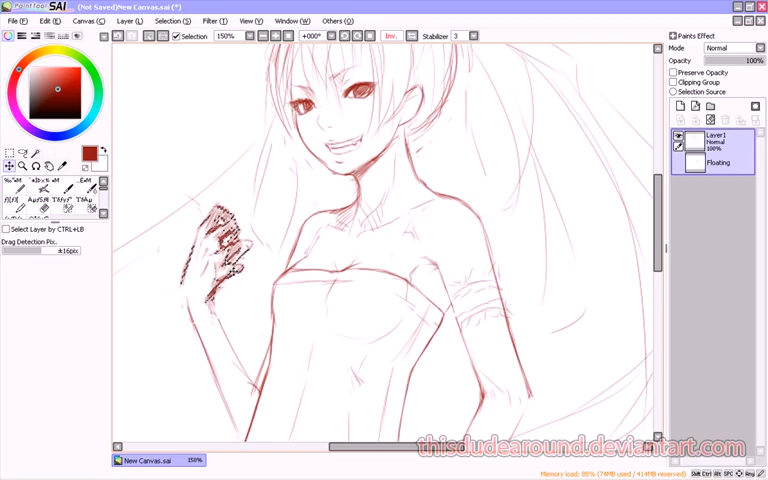 PaintTool SAI (Not Saved)New Canvas.sai (*)
File (F) Edit (E) Canvas (C) Layer (L) Selection (S) Filter (T) View (V) Window (W) Others (O)
Selection 150% +000° Inv. Stabilizer 3
Paints Effect
Mode Normal
Opacity 100%
Preserve Opacity
Clipping Group
Selection Source
Layer1
Normal
100%
Floating
Select Layer by CTRL+LB
Drag Detection Pix.
±16pix
thisdudearound.deviantart.com
New Canvas.sai 150%
Memory load: 85% (74MB used / 414MB reserved) Shift Ctrl Alt SPC Any